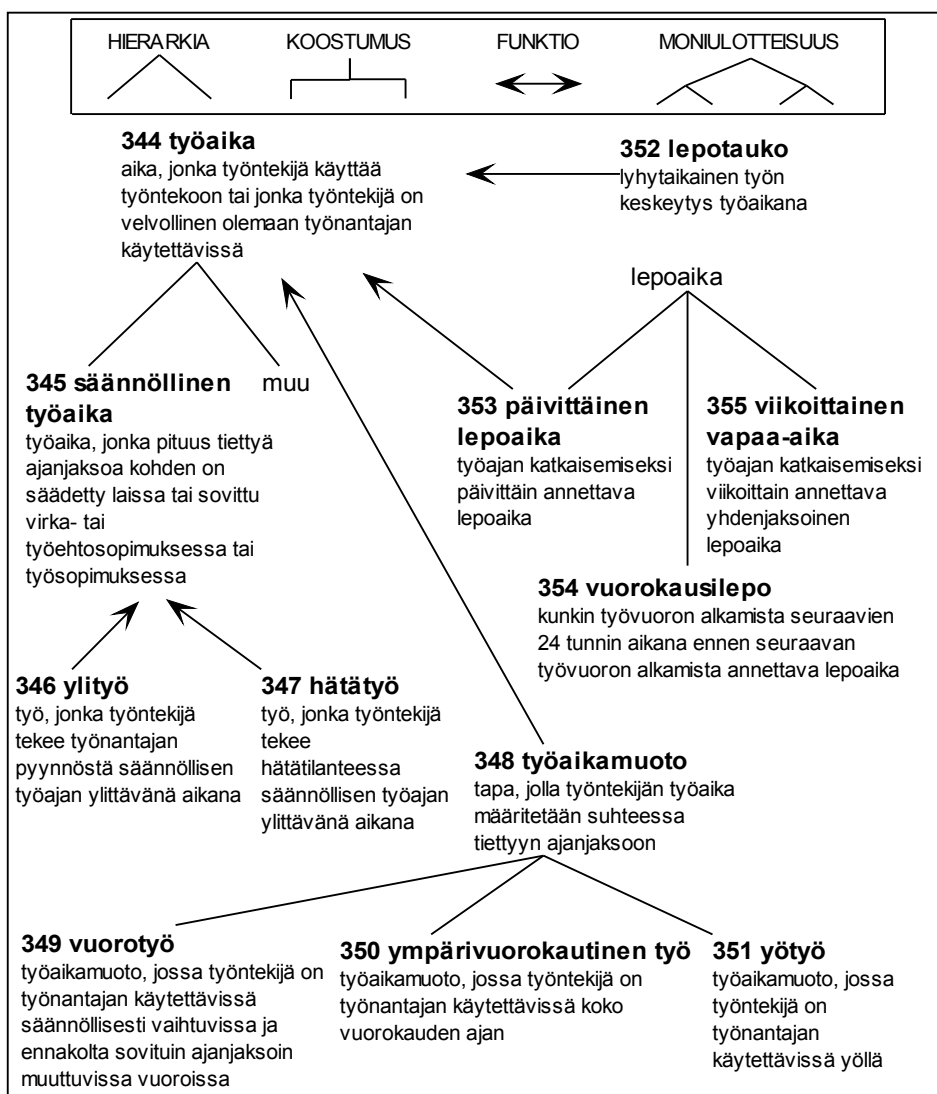 HIERARKIA KOOSTUMUS FUNKTIO MONIULOTTEISUUS
344 työaika
aika, jonka työntekijä käyttää
työntekoon tai jonka työntekijä on
velvollinen olemaan työnantajan
käytettävissä
352 lepotauko
lyhytaikainen työn
keskeytys työaikana
lepoaika
345 säännöllinen
työaika
työaika, jonka pituus tiettyä
ajanjaksoa kohden on
säädetty laissa tai sovittu
virka- tai
työehtosopimuksessa tai
työsopimuksessa
muu
353 päivittäinen
lepoaika
työajan katkaisemiseksi
päivittäin annettava
lepoaika
355 viikoittainen
vapaa-aika
työajan katkaisemiseksi
viikoittain annettava
yhdenjaksoinen
lepoaika
354 vuorokausilepo
kunkin työvuoron alkamista seuraavien
24 tunnin aikana ennen seuraavan
työvuoron alkamista annettava lepoaika
346 ylityö
työ, jonka työntekijä
tekee työnantajan
pyynnöstä säännöllisen
työajan ylittävänä aikana
347 hätätyö
työ, jonka työntekijä
tekee
hätätilanteessa
säännöllisen työajan
ylittävänä aikana
348 työaikamuoto
tapa, jolla työntekijän työaika
määritetään suhteessa
tiettyyn ajanjaksoon
349 vuorotyö
työaikamuoto, jossa työntekijä on
työnantajan käytettävissä
säännöllisesti vaihtuvissa ja
ennakolta sovituin ajanjaksoin
muuttuvissa vuoroissa
350 ympärivuorokautinen työ
työaikamuoto, jossa työntekijä on
työnantajan käytettävissä koko
vuorokauden ajan
351 yötyö
työaikamuoto, jossa
työntekijä on
työnantajan
käytettävissä yöllä